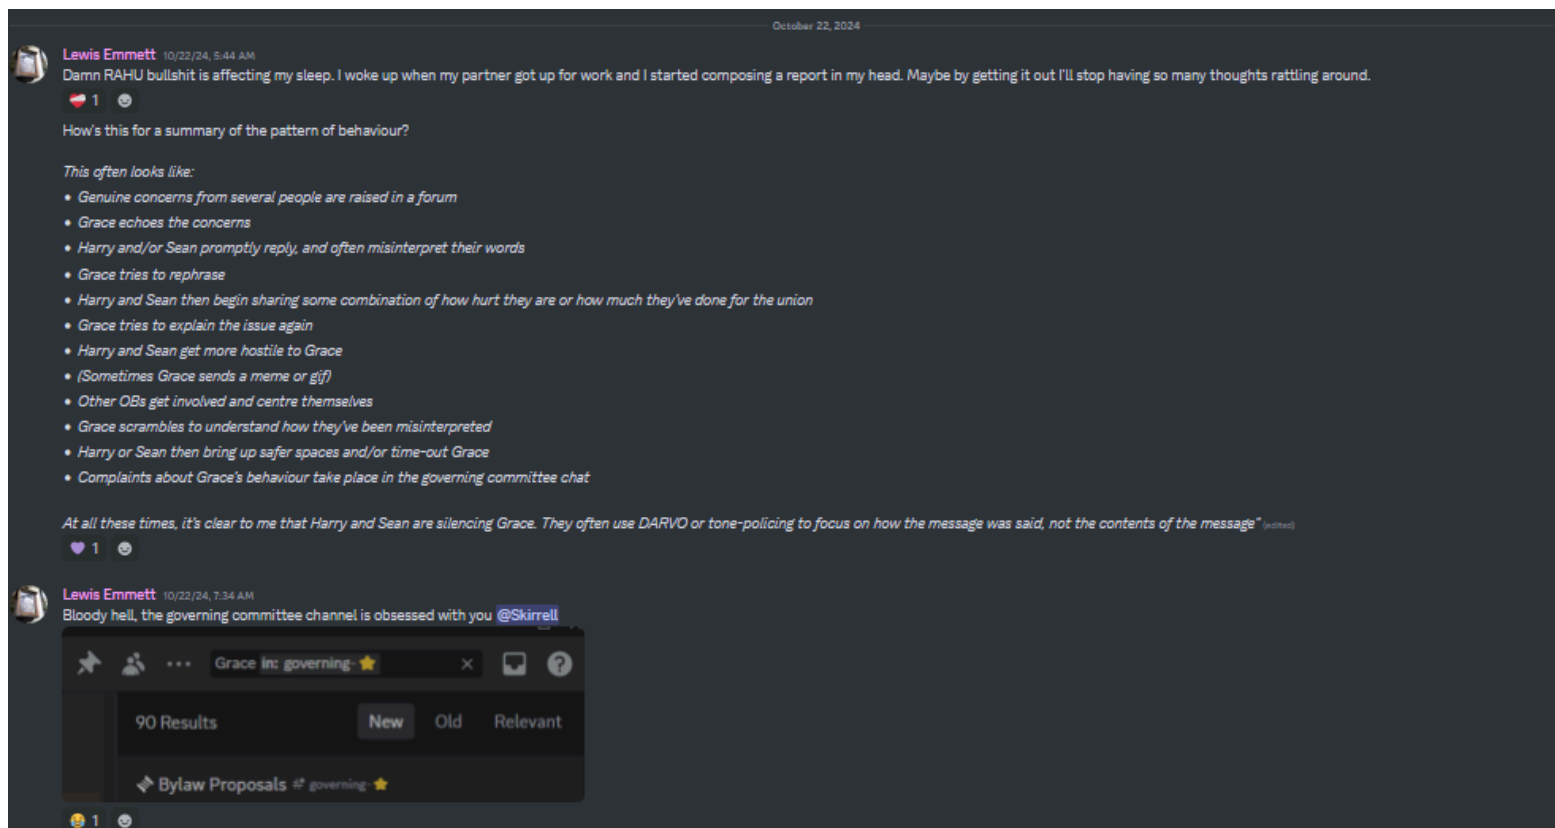 October 22, 2024
Lewis Emmett 10/22/24, 5:44 AM
Damn RAHU bullshit is affecting my sleep. I woke up when my partner got up for work and I started composing a report in my head. Maybe by getting it out I'll stop having so many thoughts rattling around.
1
How's this for a summary of the pattern of behaviour?
This often looks like:
• Genuine concerns from several people are raised in a forum
• Grace echoes the concerns
• Harry and/or Sean promptly reply, and often misinterpret their words
• Grace tries to rephrase
• Harry and Sean then begin sharing some combination of how hurt they are or how much they've done for the union
• Grace tries to explain the issue again
• Harry and Sean get more hostile to Grace
• (Sometimes Grace sends a meme or gif)
• Other OBs get involved and centre themselves
• Grace scrambles to understand how they've been misinterpreted
• Harry or Sean then bring up safer spaces and/or time-out Grace
• Complaints about Grace's behaviour take place in the governing committee chat
At all these times, it's clear to me that Harry and Sean are silencing Grace. They often use DARVO or tone-policing to focus on how the message was said, not the contents of the message" (edited)
1
Lewis Emmett 10/22/24, 7:34 AM
Bloody hell, the governing committee channel is obsessed with you @Skirrell
Grace in: governing-⭐
90 Results New Old Relevant
Bylaw Proposals governing-⭐
1